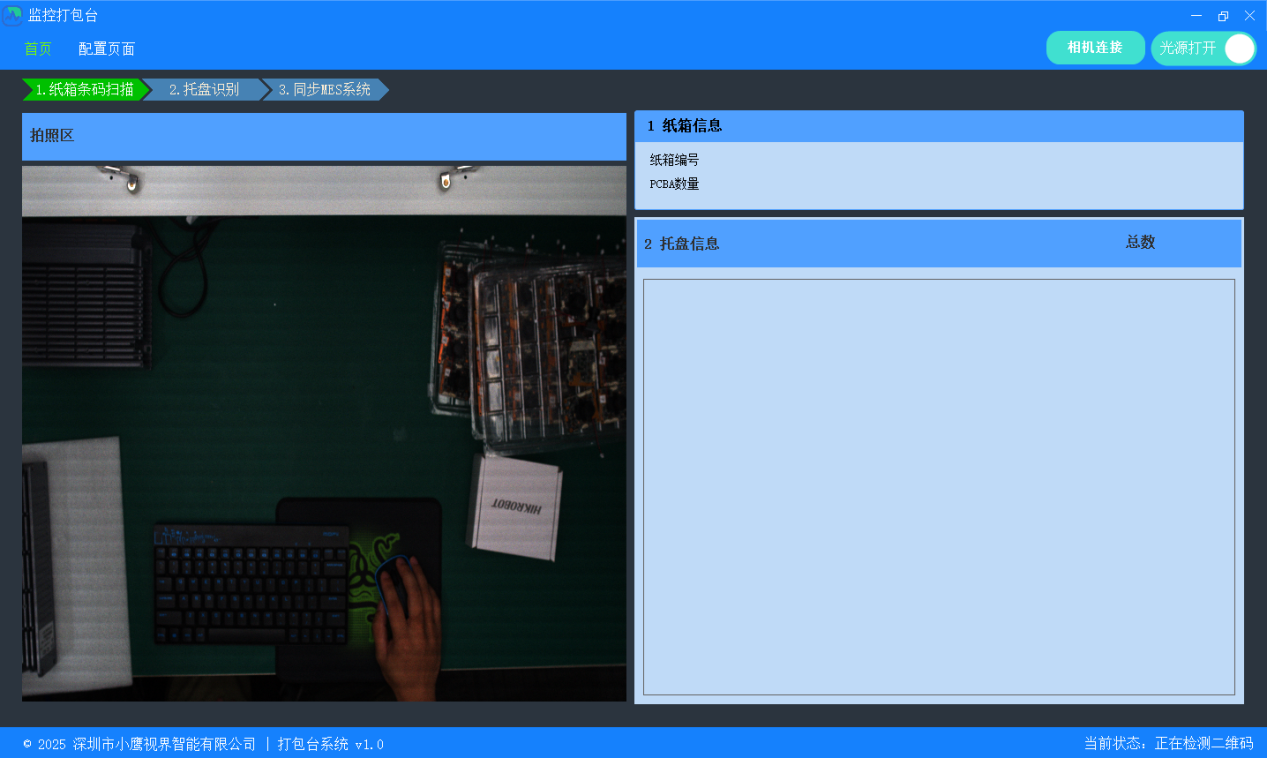 监控打包台
首页 配置页面 相机连接 光源打开
1.纸箱条码扫描 2.托盘识别 3.同步MES系统
拍照区
1 纸箱信息
纸箱编号
PCBA数量
2 托盘信息 总数
HIKROBOT
© 2025 深圳市小鹰视界智能有限公司 | 打包台系统 v1.0 当前状态：正在检测二维码